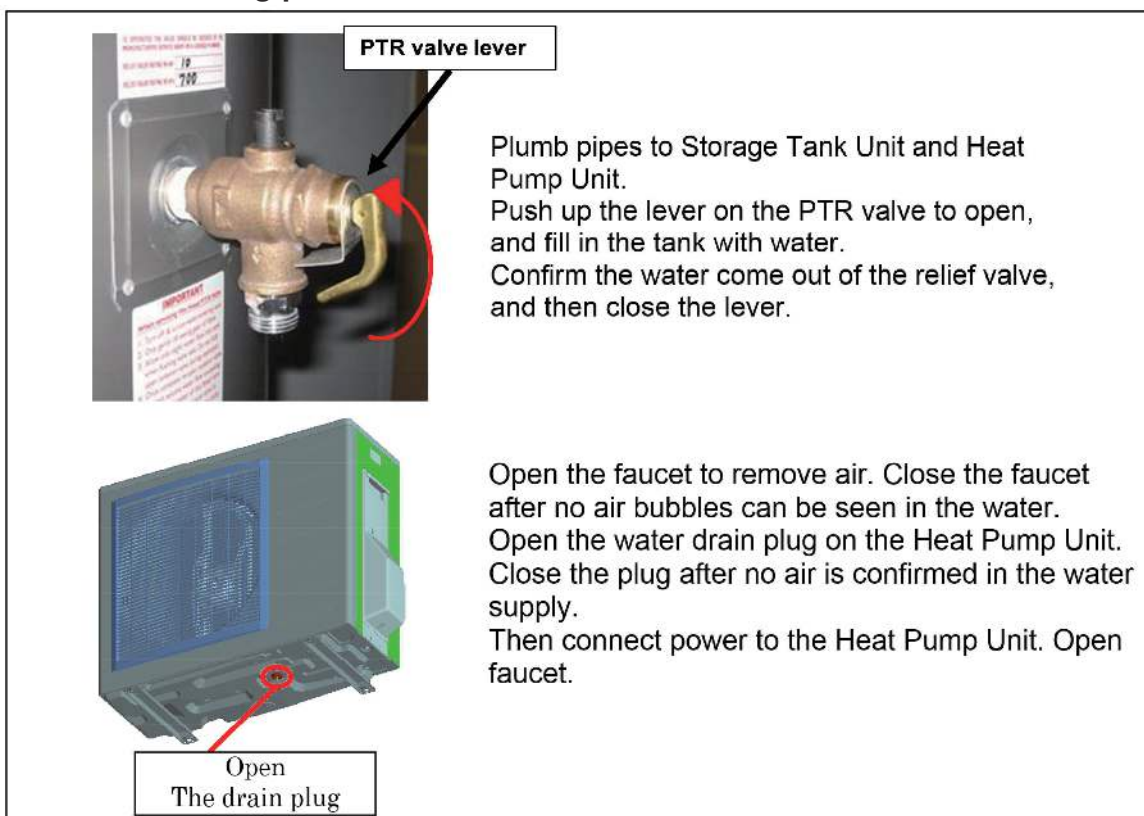 PTR valve lever
10
700
Plumb pipes to Storage Tank Unit and Heat
Pump Unit.
Push up the lever on the PTR valve to open,
and fill in the tank with water.
Confirm the water come out of the relief valve,
and then close the lever.
IMPORTANT
Open the faucet to remove air. Close the faucet
after no air bubbles can be seen in the water.
Open the water drain plug on the Heat Pump Unit.
Close the plug after no air is confirmed in the water
supply.
Then connect power to the Heat Pump Unit. Open
faucet.
Open
The drain plug